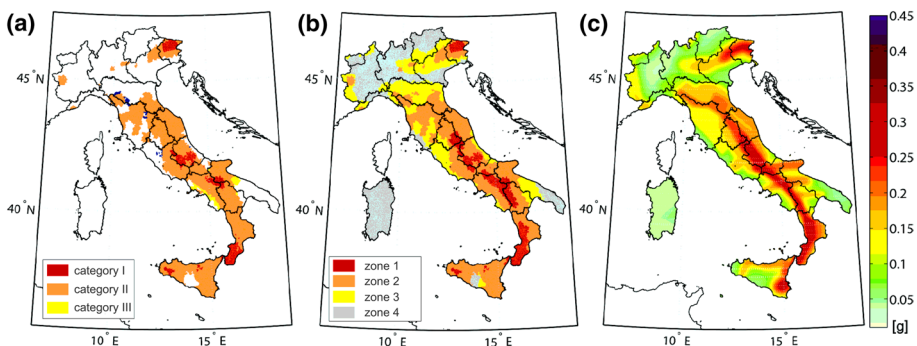 (a)
45° N
40° N
category I
category II
category III
10° E
15° E
(b)
45° N
40° N
zone 1
zone 2
zone 3
zone 4
10° E
15° E
(c)
45° N
40° N
10° E
15° E
0.45
0.4
0.35
0.3
0.25
0.2
0.15
0.1
0.05
[g]